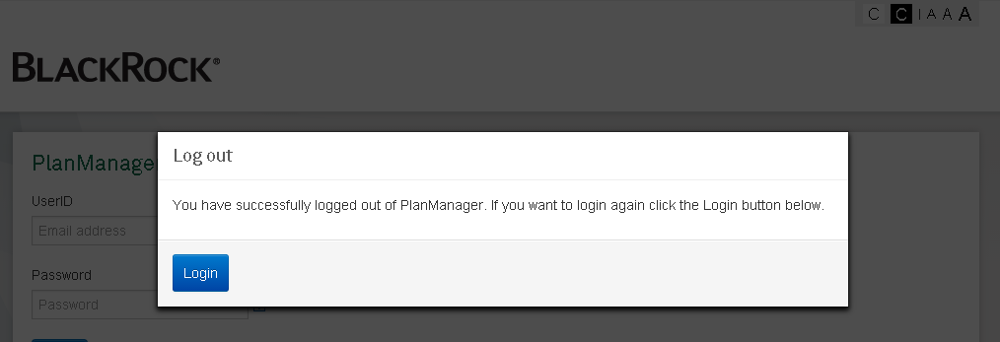 C C | A A A
BLACKROCK®
PlanManager
Log out
UserID
You have successfully logged out of PlanManager. If you want to login again click the Login button below.
Email address
Login
Password
Password